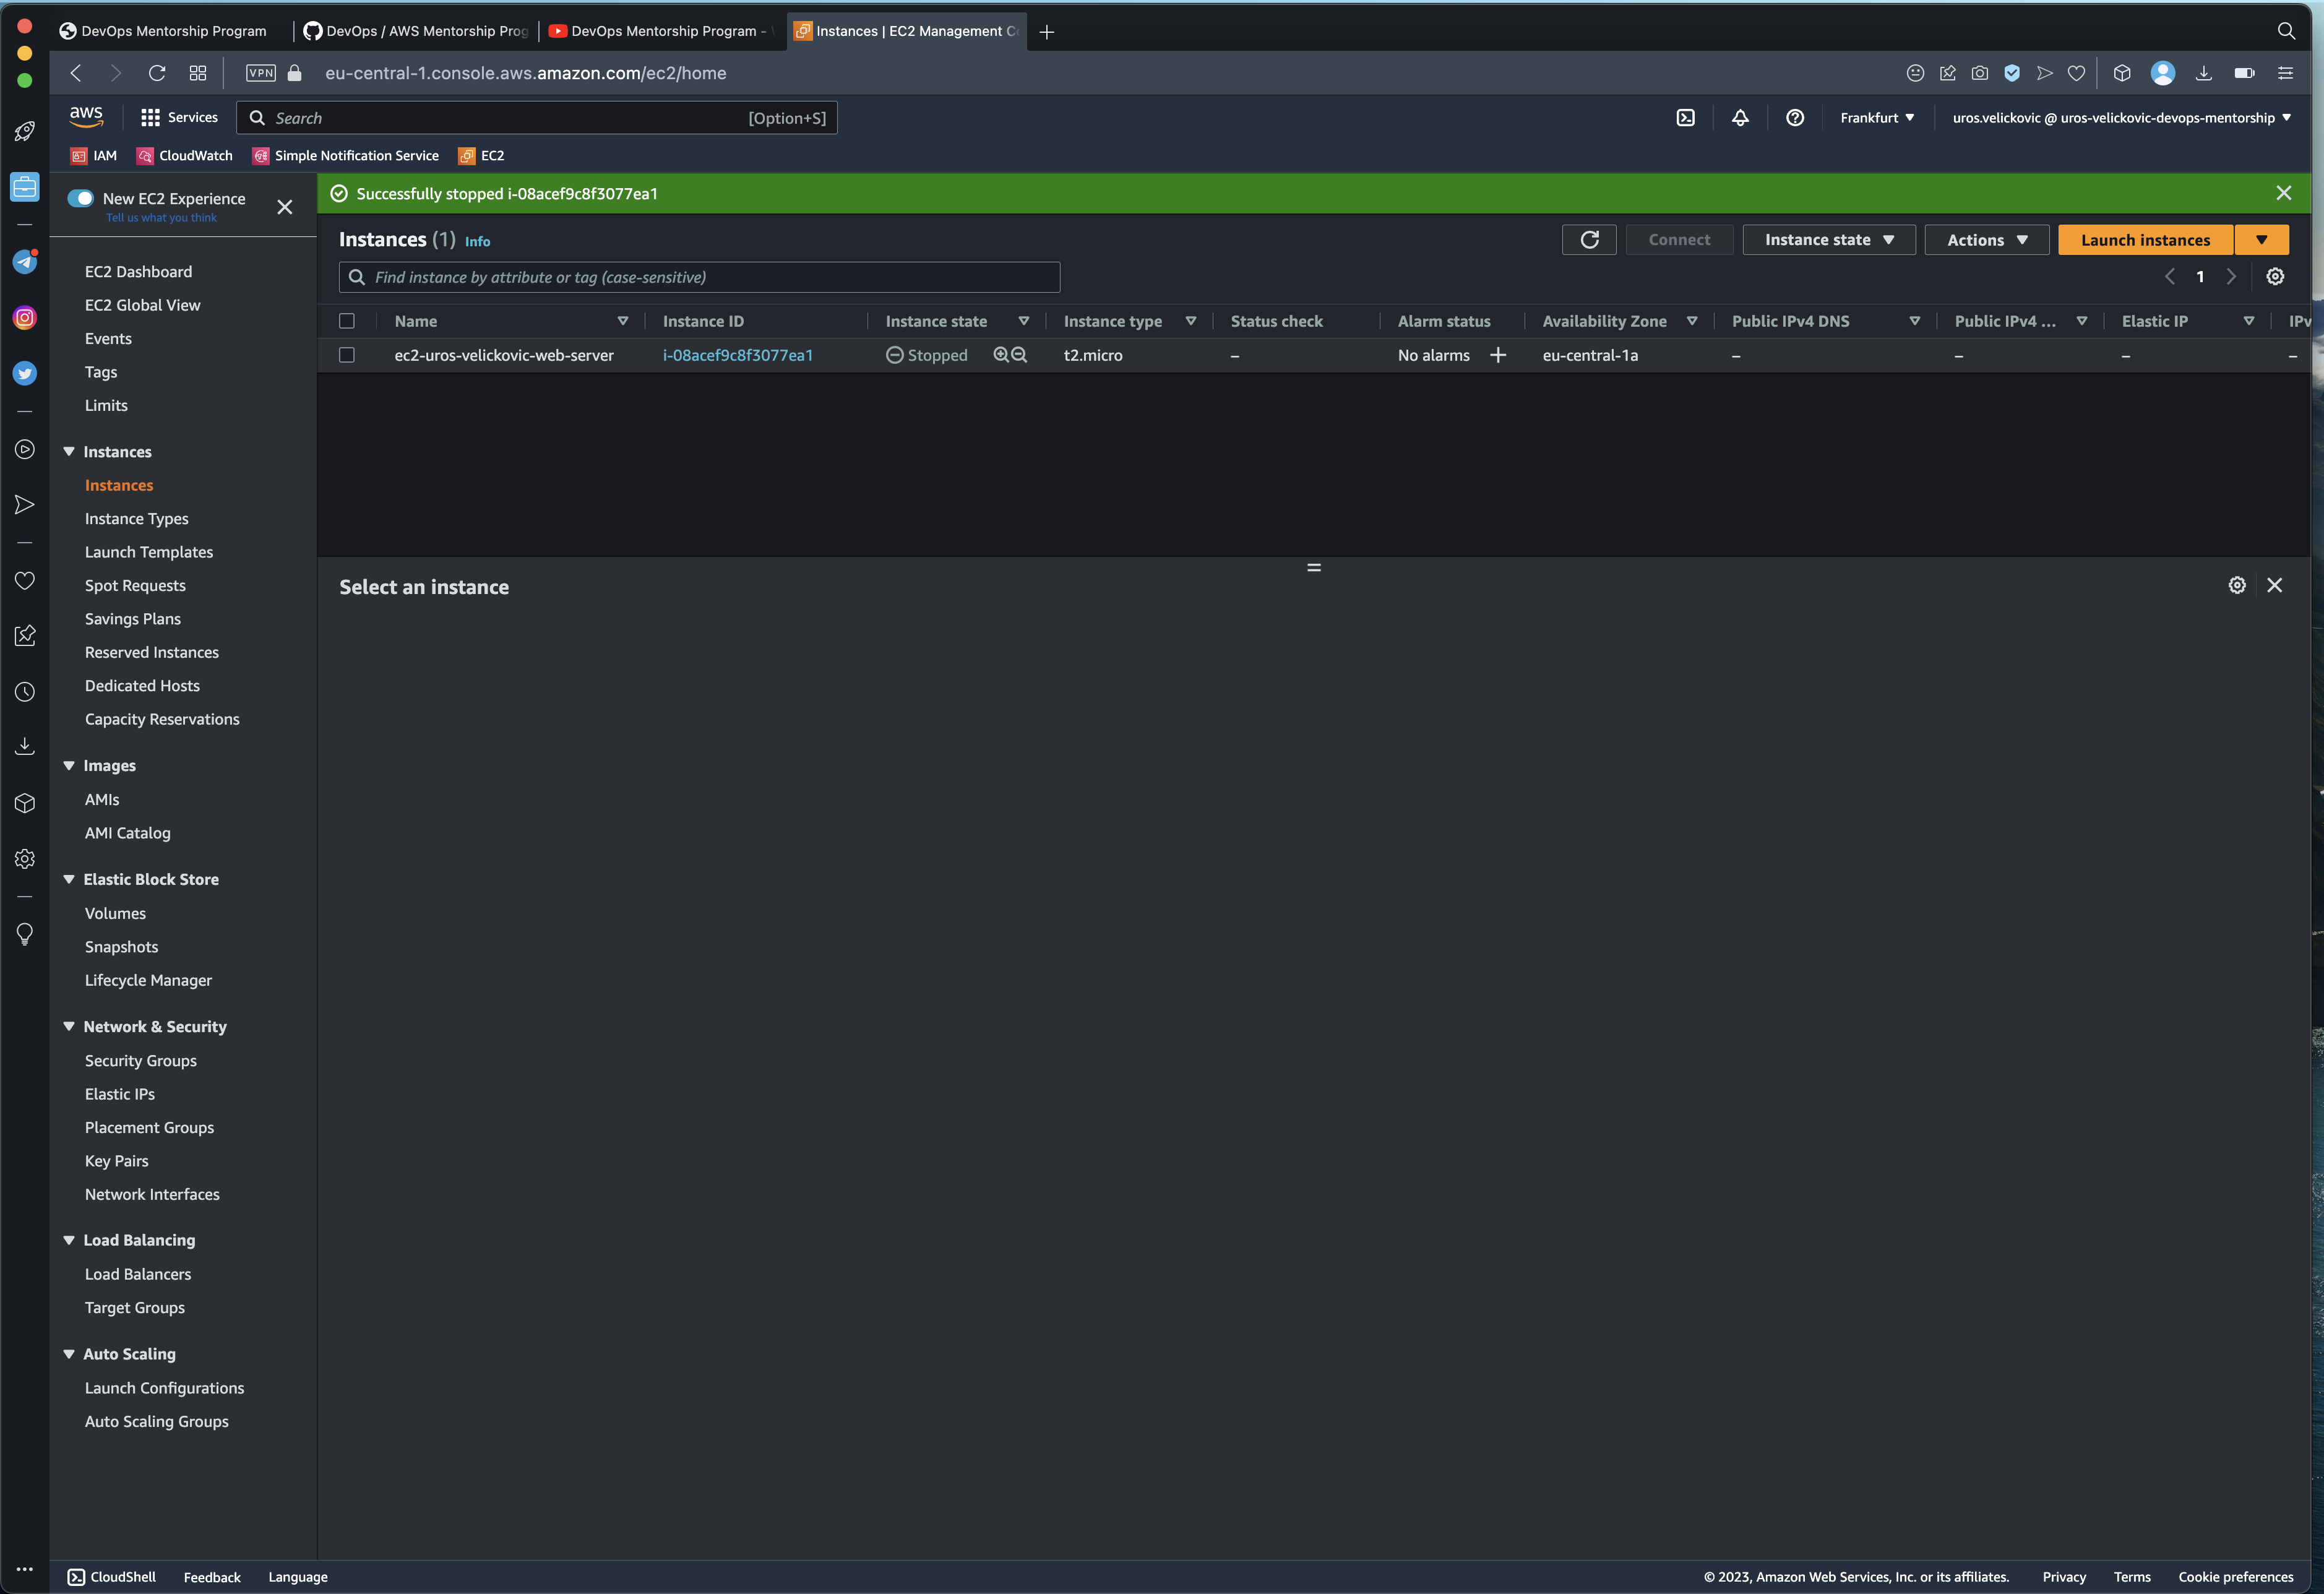 DevOps Mentorship Program
DevOps / AWS Mentorship Prog
DevOps Mentorship Program -
Instances | EC2 Management Co
VPN
eu-central-1.console.aws.amazon.com/ec2/home
aws
Services
Search
[Option+S]
Frankfurt
uros.velickovic @ uros-velickovic-devops-mentorship
IAM
CloudWatch
Simple Notification Service
EC2
New EC2 Experience
Tell us what you think
Successfully stopped i-08acef9c8f3077ea1
Instances (1) Info
Connect
Instance state
Actions
Launch instances
Find instance by attribute or tag (case-sensitive)
1
Name
Instance ID
Instance state
Instance type
Status check
Alarm status
Availability Zone
Public IPv4 DNS
Public IPv4 ...
Elastic IP
IPv
ec2-uros-velickovic-web-server
i-08acef9c8f3077ea1
Stopped
t2.micro
–
No alarms
eu-central-1a
–
–
–
–
Select an instance
EC2 Dashboard
EC2 Global View
Events
Tags
Limits
Instances
Instances
Instance Types
Launch Templates
Spot Requests
Savings Plans
Reserved Instances
Dedicated Hosts
Capacity Reservations
Images
AMIs
AMI Catalog
Elastic Block Store
Volumes
Snapshots
Lifecycle Manager
Network & Security
Security Groups
Elastic IPs
Placement Groups
Key Pairs
Network Interfaces
Load Balancing
Load Balancers
Target Groups
Auto Scaling
Launch Configurations
Auto Scaling Groups
CloudShell
Feedback
Language
© 2023, Amazon Web Services, Inc. or its affiliates.
Privacy
Terms
Cookie preferences